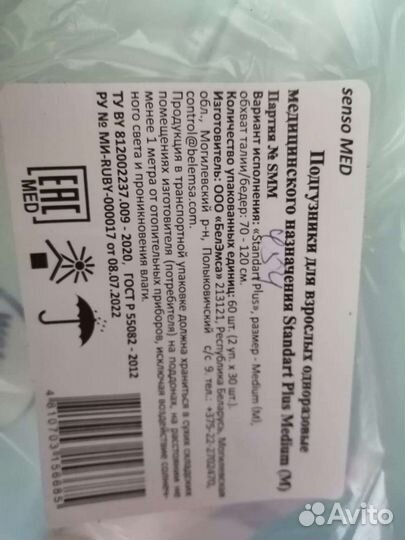 senso MED
Подгузники для взрослых одноразовые
медицинского назначения Standart Plus Medium (M)
Партия № SMM
Вариант исполнения: «Standart Plus», размер - Medium (M),
обхват талии/бедер: 70 - 120 см.
Количество упакованных единиц: 60 шт. (2 уп. х 30 шт.).
Изготовитель: ООО «БелЭмса» 213121, Республика Беларусь, Могилевская
обл., Могилевский р-н, Полыковичский с/с 9. тел.: +375-22-2702470,
control@belemsa.com.
Продукция в транспортной упаковке должна храниться в сухих складских
помещениях изготовителя (потребителя) на поддонах, на расстоянии не
менее 1 метра от отопительных приборов, исключая воздействие солнеч-
ного света и проникновения влаги.
ТУ BY 812002237.009 - 2020, ГОСТ Р 55082 - 2012
РУ № МИ-RU BY-000017 от 08.07.2022
EAC
MED
Avito